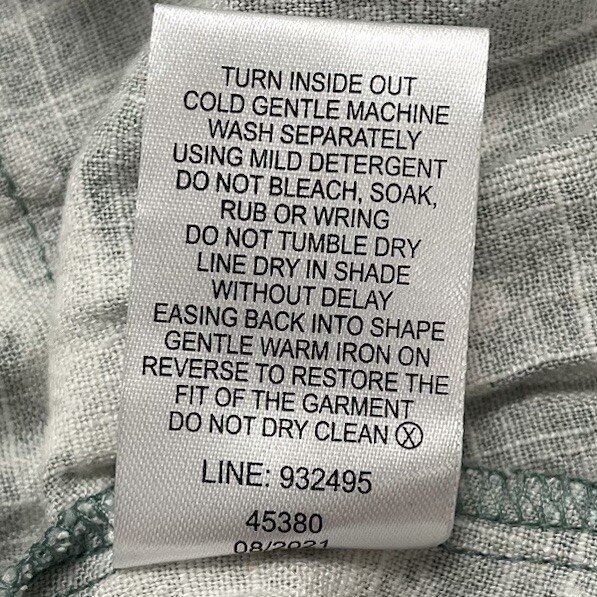 TURN INSIDE OUT
COLD GENTLE MACHINE
WASH SEPARATELY
USING MILD DETERGENT
DO NOT BLEACH, SOAK,
RUB OR WRING
DO NOT TUMBLE DRY
LINE DRY IN SHADE
WITHOUT DELAY
EASING BACK INTO SHAPE
GENTLE WARM IRON ON
REVERSE TO RESTORE THE
FIT OF THE GARMENT
DO NOT DRY CLEAN Ⓧ
LINE: 932495
45380
08/2021